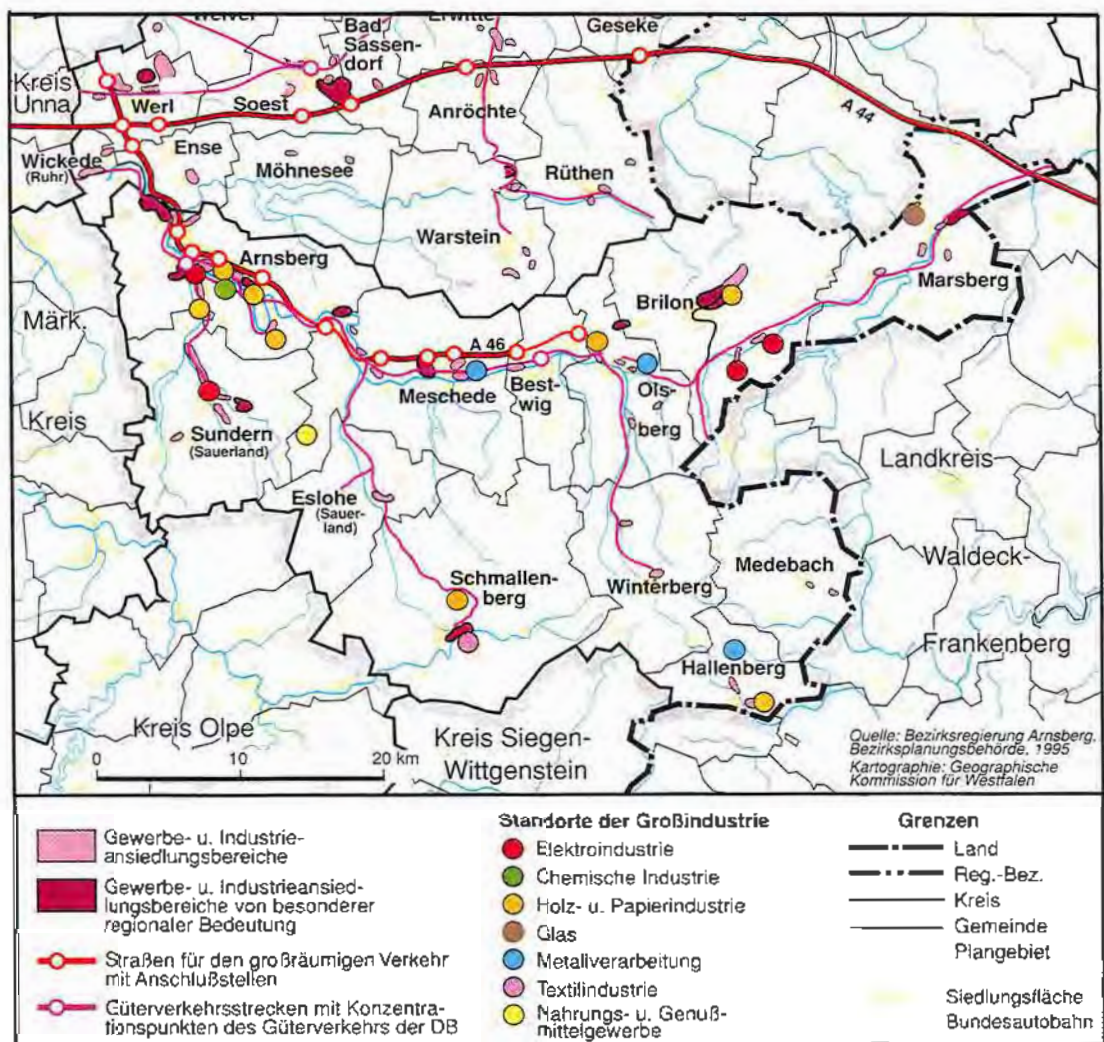 Welver
Erwitte
Geseke
Bad
Sassen-
dorf
Kreis
Unna
Werl
Soest
Anröchte
A 44
Ense
Wickede
(Ruhr)
Möhnesee
Rüthen
Warstein
Arnsberg
Marsberg
Brilon
Märk.
Kreis
A 46
Meschede
Best-
wig
Ols-
berg
Sundern
(Sauerland)
Landkreis
Eslohe
(Sauer-
land)
Waldeck-
Medebach
Schmallen-
berg
Winterberg
Frankenberg
Hallenberg
Kreis Olpe
Kreis Siegen-
Wittgenstein
Quelle: Bezirksregierung Arnsberg,
Bezirksplanungsbehörde, 1995
Kartographie: Geographische
Kommission für Westfalen
0 10 20 km
Gewerbe- u. Industrie-
ansiedlungsbereiche
Gewerbe- u. Industrieansied-
lungsbereiche von besonderer
regionaler Bedeutung
Straßen für den großräumigen Verkehr
mit Anschlußstellen
Güterverkehrsstrecken mit Konzentra-
tionspunkten des Güterverkehrs der DB
Standorte der Großindustrie
Elektroindustrie
Chemische Industrie
Holz- u. Papierindustrie
Glas
Metallverarbeitung
Textilindustrie
Nahrungs- u. Genuß-
mittelgewerbe
Grenzen
Land
Reg.-Bez.
Kreis
Gemeinde
Plangebiet
Siedlungsfläche
Bundesautobahn